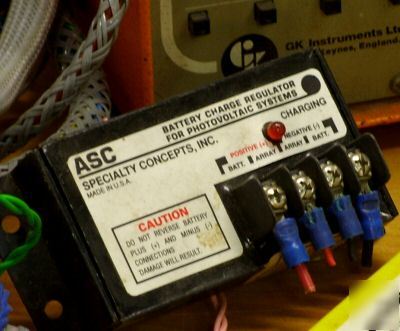 GK Instruments Ltd
Keynes, England.
BATTERY CHARGE REGULATOR
FOR PHOTOVOLTAIC SYSTEMS
ASC
SPECIALTY CONCEPTS, INC.
MADE IN U.S.A.
CHARGING
POSITIVE (+) NEGATIVE (-)
BATT. ARRAY ARRAY BATT.
CAUTION
DO NOT REVERSE BATTERY
PLUS (+) AND MINUS (-)
CONNECTIONS,
DAMAGE WILL RESULT.